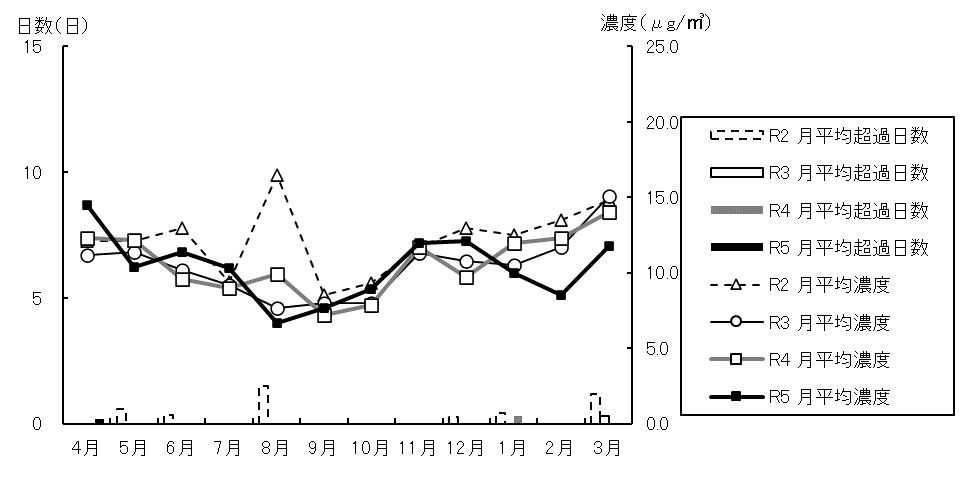 日数(日)
濃度(μg/㎥)
15
10
5
0
25.0
20.0
15.0
10.0
5.0
0.0
4月 5月 6月 7月 8月 9月 10月 11月 12月 1月 2月 3月
R2 月平均超過日数
R3 月平均超過日数
R4 月平均超過日数
R5 月平均超過日数
R2 月平均濃度
R3 月平均濃度
R4 月平均濃度
R5 月平均濃度